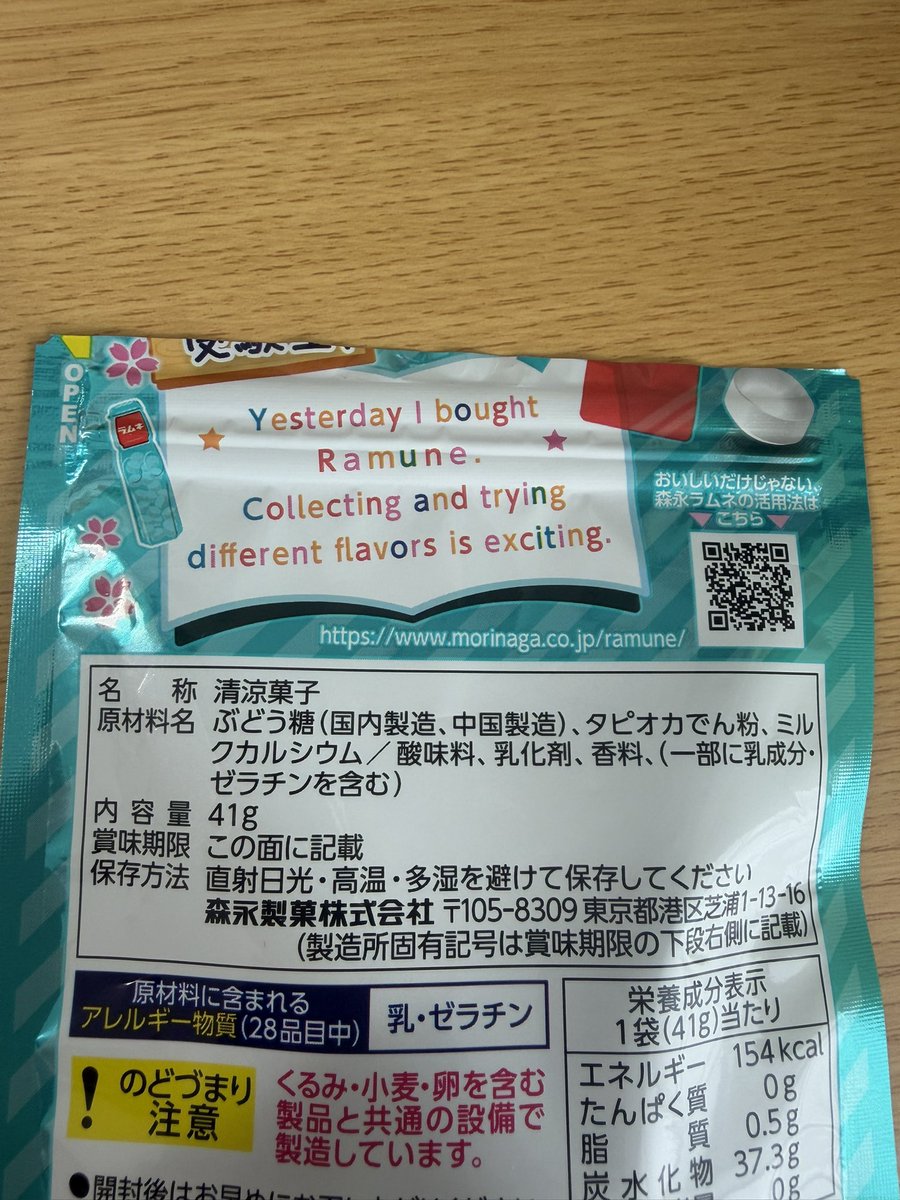 OPEN
ラムネ
Yesterday I bought
Ramune.
Collecting and trying
different flavors is exciting.
おいしいだけじゃない、
森永ラムネの活用法は
こちら
https://www.morinaga.co.jp/ramune/
名称 清涼菓子
原材料名 ぶどう糖(国内製造、中国製造)、タピオカでん粉、ミル
クカルシウム／酸味料、乳化剤、香料、(一部に乳成分・
ゼラチンを含む)
内容量 41g
賞味期限 この面に記載
保存方法 直射日光・高温・多湿を避けて保存してください
森永製菓株式会社 〒105-8309 東京都港区芝浦1-13-16
(製造所固有記号は賞味期限の下段右側に記載)
原材料に含まれる
アレルギー物質(28品目中)
乳・ゼラチン
! のどづまり
注意
くるみ・小麦・卵を含む
製品と共通の設備で
製造しています。
栄養成分表示
1袋(41g)当たり
エネルギー 154kcal
たんぱく質 0g
脂質 0.5g
炭水化物 37.3g
0g
●開封後はお早めに